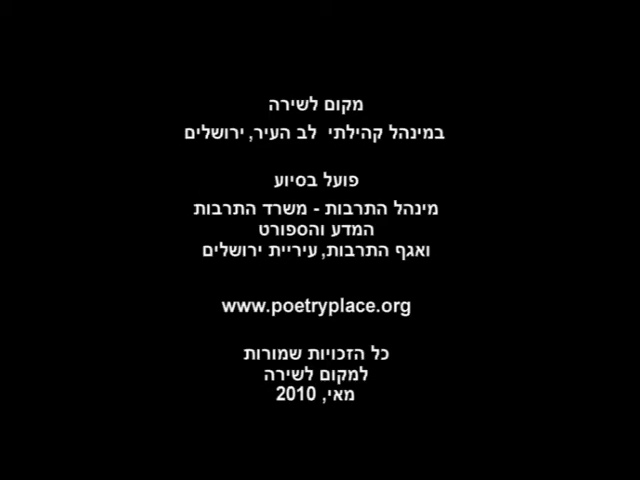 מקום לשירה
במינהל קהילתי לב העיר, ירושלים
פועל בסיוע
מינהל התרבות - משרד התרבות
המדע והספורט
ואגף התרבות, עיריית ירושלים
www.poetryplace.org
כל הזכויות שמורות
למקום לשירה
מאי, 2010